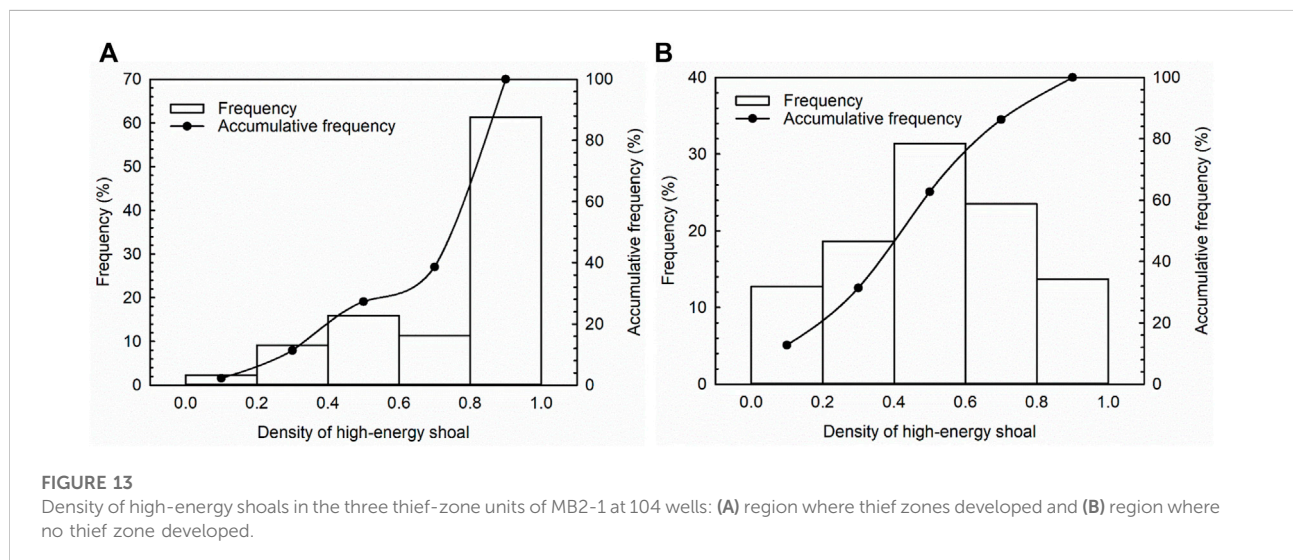 A
70
60
50
40
30
20
10
0
Frequency (%)
Frequency
Accumulative frequency
100
80
60
40
20
0
Accumulative frequency (%)
0.0 0.2 0.4 0.6 0.8 1.0
Density of high-energy shoal
B
40
30
20
10
0
Frequency (%)
Frequency
Accumulative frequency
100
80
60
40
20
0
Accumulative frequency (%)
0.0 0.2 0.4 0.6 0.8 1.0
Density of high-energy shoal
FIGURE 13
Density of high-energy shoals in the three thief-zone units of MB2-1 at 104 wells: (A) region where thief zones developed and (B) region where
no thief zone developed.